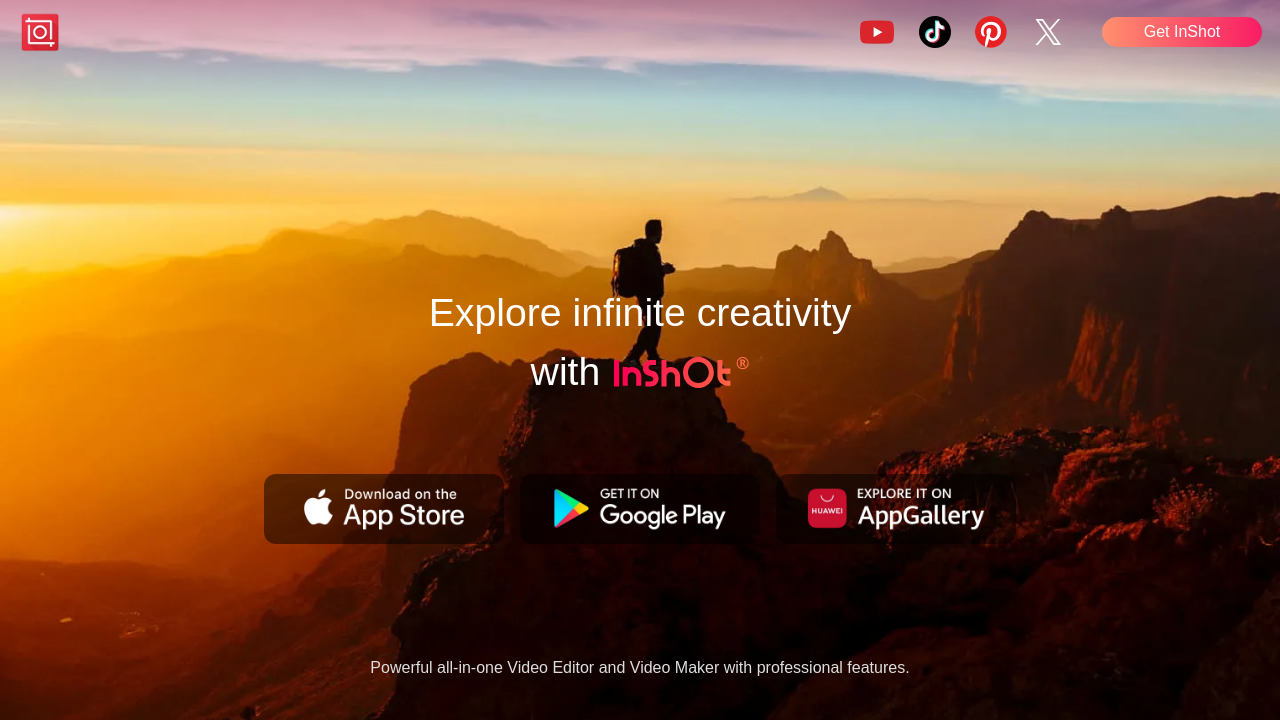 Get InShot
Explore infinite creativity
with InShOt ®
Download on the
App Store
GET IT ON
Google Play
HUAWEI
EXPLORE IT ON
AppGallery
Powerful all-in-one Video Editor and Video Maker with professional features.